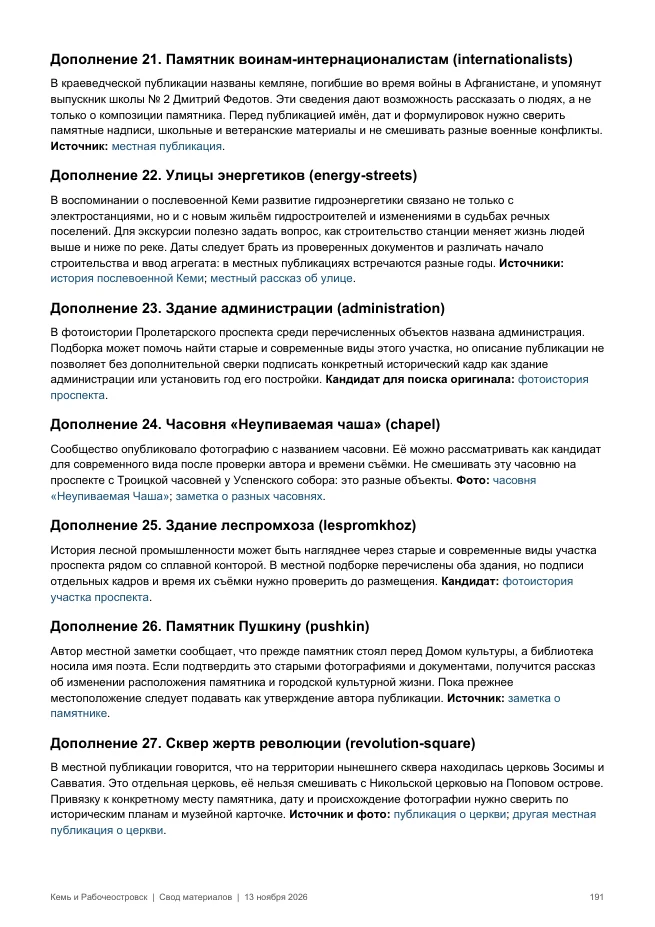 Дополнение 21. Памятник воинам-интернационалистам (internationalists)
В краеведческой публикации названы кемляне, погибшие во время войны в Афганистане, и упомянут
выпускник школы № 2 Дмитрий Федотов. Эти сведения дают возможность рассказать о людях, а не
только о композиции памятника. Перед публикацией имён, дат и формулировок нужно сверить
памятные надписи, школьные и ветеранские материалы и не смешивать разные военные конфликты.
Источник: местная публикация.
Дополнение 22. Улицы энергетиков (energy-streets)
В воспоминании о послевоенной Кеми развитие гидроэнергетики связано не только с
электростанциями, но и с новым жильём гидростроителей и изменениями в судьбах речных
поселений. Для экскурсии полезно задать вопрос, как строительство станции меняет жизнь людей
выше и ниже по реке. Даты следует брать из проверенных документов и различать начало
строительства и ввод агрегата: в местных публикациях встречаются разные годы. Источники:
история послевоенной Кеми; местный рассказ об улице.
Дополнение 23. Здание администрации (administration)
В фотоистории Пролетарского проспекта среди перечисленных объектов названа администрация.
Подборка может помочь найти старые и современные виды этого участка, но описание публикации не
позволяет без дополнительной сверки подписать конкретный исторический кадр как здание
администрации или установить год его постройки. Кандидат для поиска оригинала: фотоистория
проспекта.
Дополнение 24. Часовня «Неупиваемая чаша» (chapel)
Сообщество опубликовало фотографию с названием часовни. Её можно рассматривать как кандидат
для современного вида после проверки автора и времени съёмки. Не смешивать эту часовню на
проспекте с Троицкой часовней у Успенского собора: это разные объекты. Фото: часовня
«Неупиваемая Чаша»; заметка о разных часовнях.
Дополнение 25. Здание леспромхоза (lespromkhoz)
История лесной промышленности может быть нагляднее через старые и современные виды участка
проспекта рядом со сплавной конторой. В местной подборке перечислены оба здания, но подписи
отдельных кадров и время их съёмки нужно проверить до размещения. Кандидат: фотоистория
участка проспекта.
Дополнение 26. Памятник Пушкину (pushkin)
Автор местной заметки сообщает, что прежде памятник стоял перед Домом культуры, а библиотека
носила имя поэта. Если подтвердить это старыми фотографиями и документами, получится рассказ
об изменении расположения памятника и городской культурной жизни. Пока прежнее
местоположение следует подавать как утверждение автора публикации. Источник: заметка о
памятнике.
Дополнение 27. Сквер жертв революции (revolution-square)
В местной публикации говорится, что на территории нынешнего сквера находилась церковь Зосимы и
Савватия. Это отдельная церковь, её нельзя смешивать с Никольской церковью на Поповом острове.
Привязку к конкретному месту памятника, дату и происхождение фотографии нужно сверить по
историческим планам и музейной карточке. Источник и фото: публикация о церкви; другая местная
публикация о церкви.
Кемь и Рабочеостровск | Свод материалов | 13 ноября 2026
191